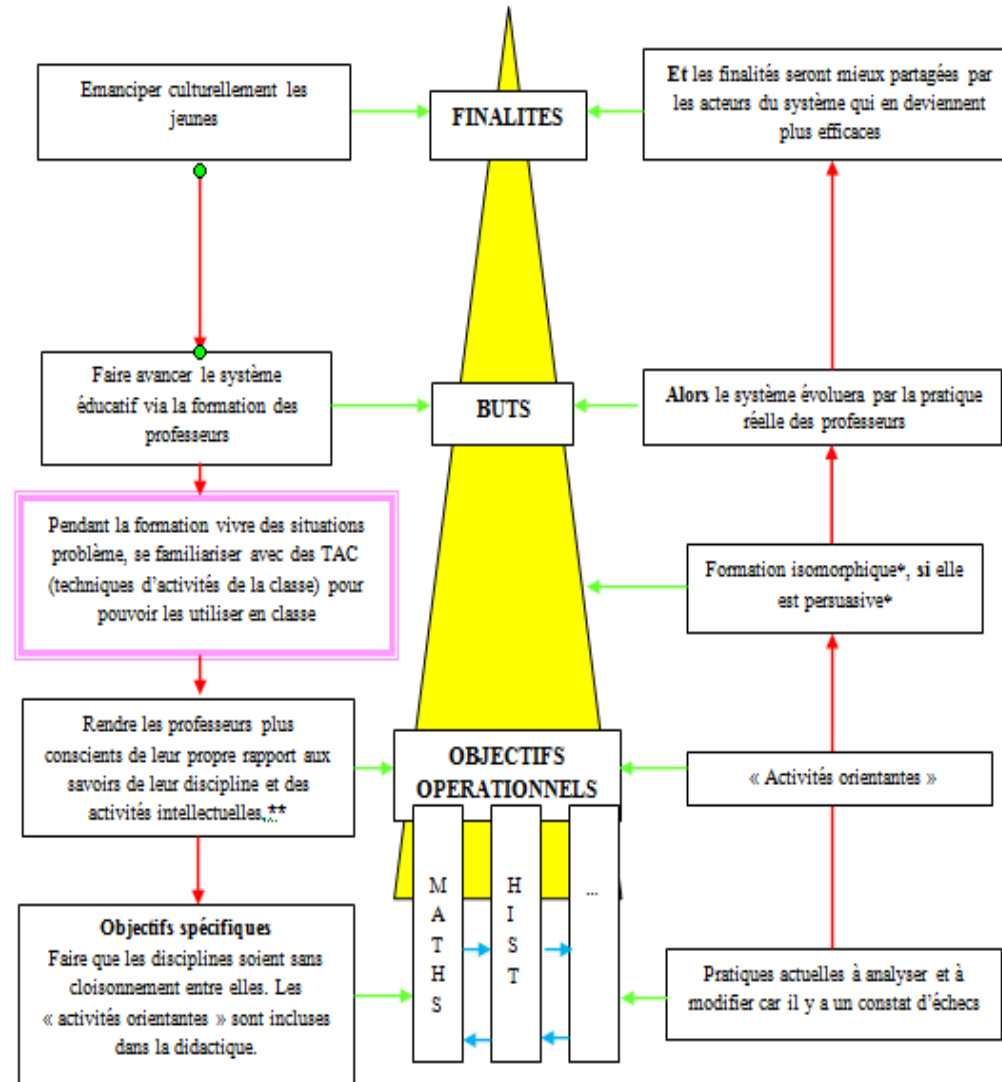 Emanciper culturellement les
jeunes
FINALITES
Et les finalités seront mieux partagées par
les acteurs du système qui en deviennent
plus efficaces
Faire avancer le système
éducatif via la formation des
professeurs
BUTS
Alors le système évoluera par la pratique
réelle des professeurs
Pendant la formation vivre des situations
problème, se familiariser avec des TAC
(techniques d'activités de la classe) pour
pouvoir les utiliser en classe
Formation isomorphique*, si elle
est persuasive*
Rendre les professeurs plus
conscients de leur propre rapport aux
savoirs de leur discipline et des
activités intellectuelles,**
OBJECTIFS
OPERATIONNELS
« Activités orientantes »
MATHS
HIST
...
Objectifs spécifiques
Faire que les disciplines soient sans
cloisonnement entre elles. Les
« activités orientantes » sont incluses
dans la didactique.
Pratiques actuelles à analyser et à
modifier car il y a un constat d'échecs